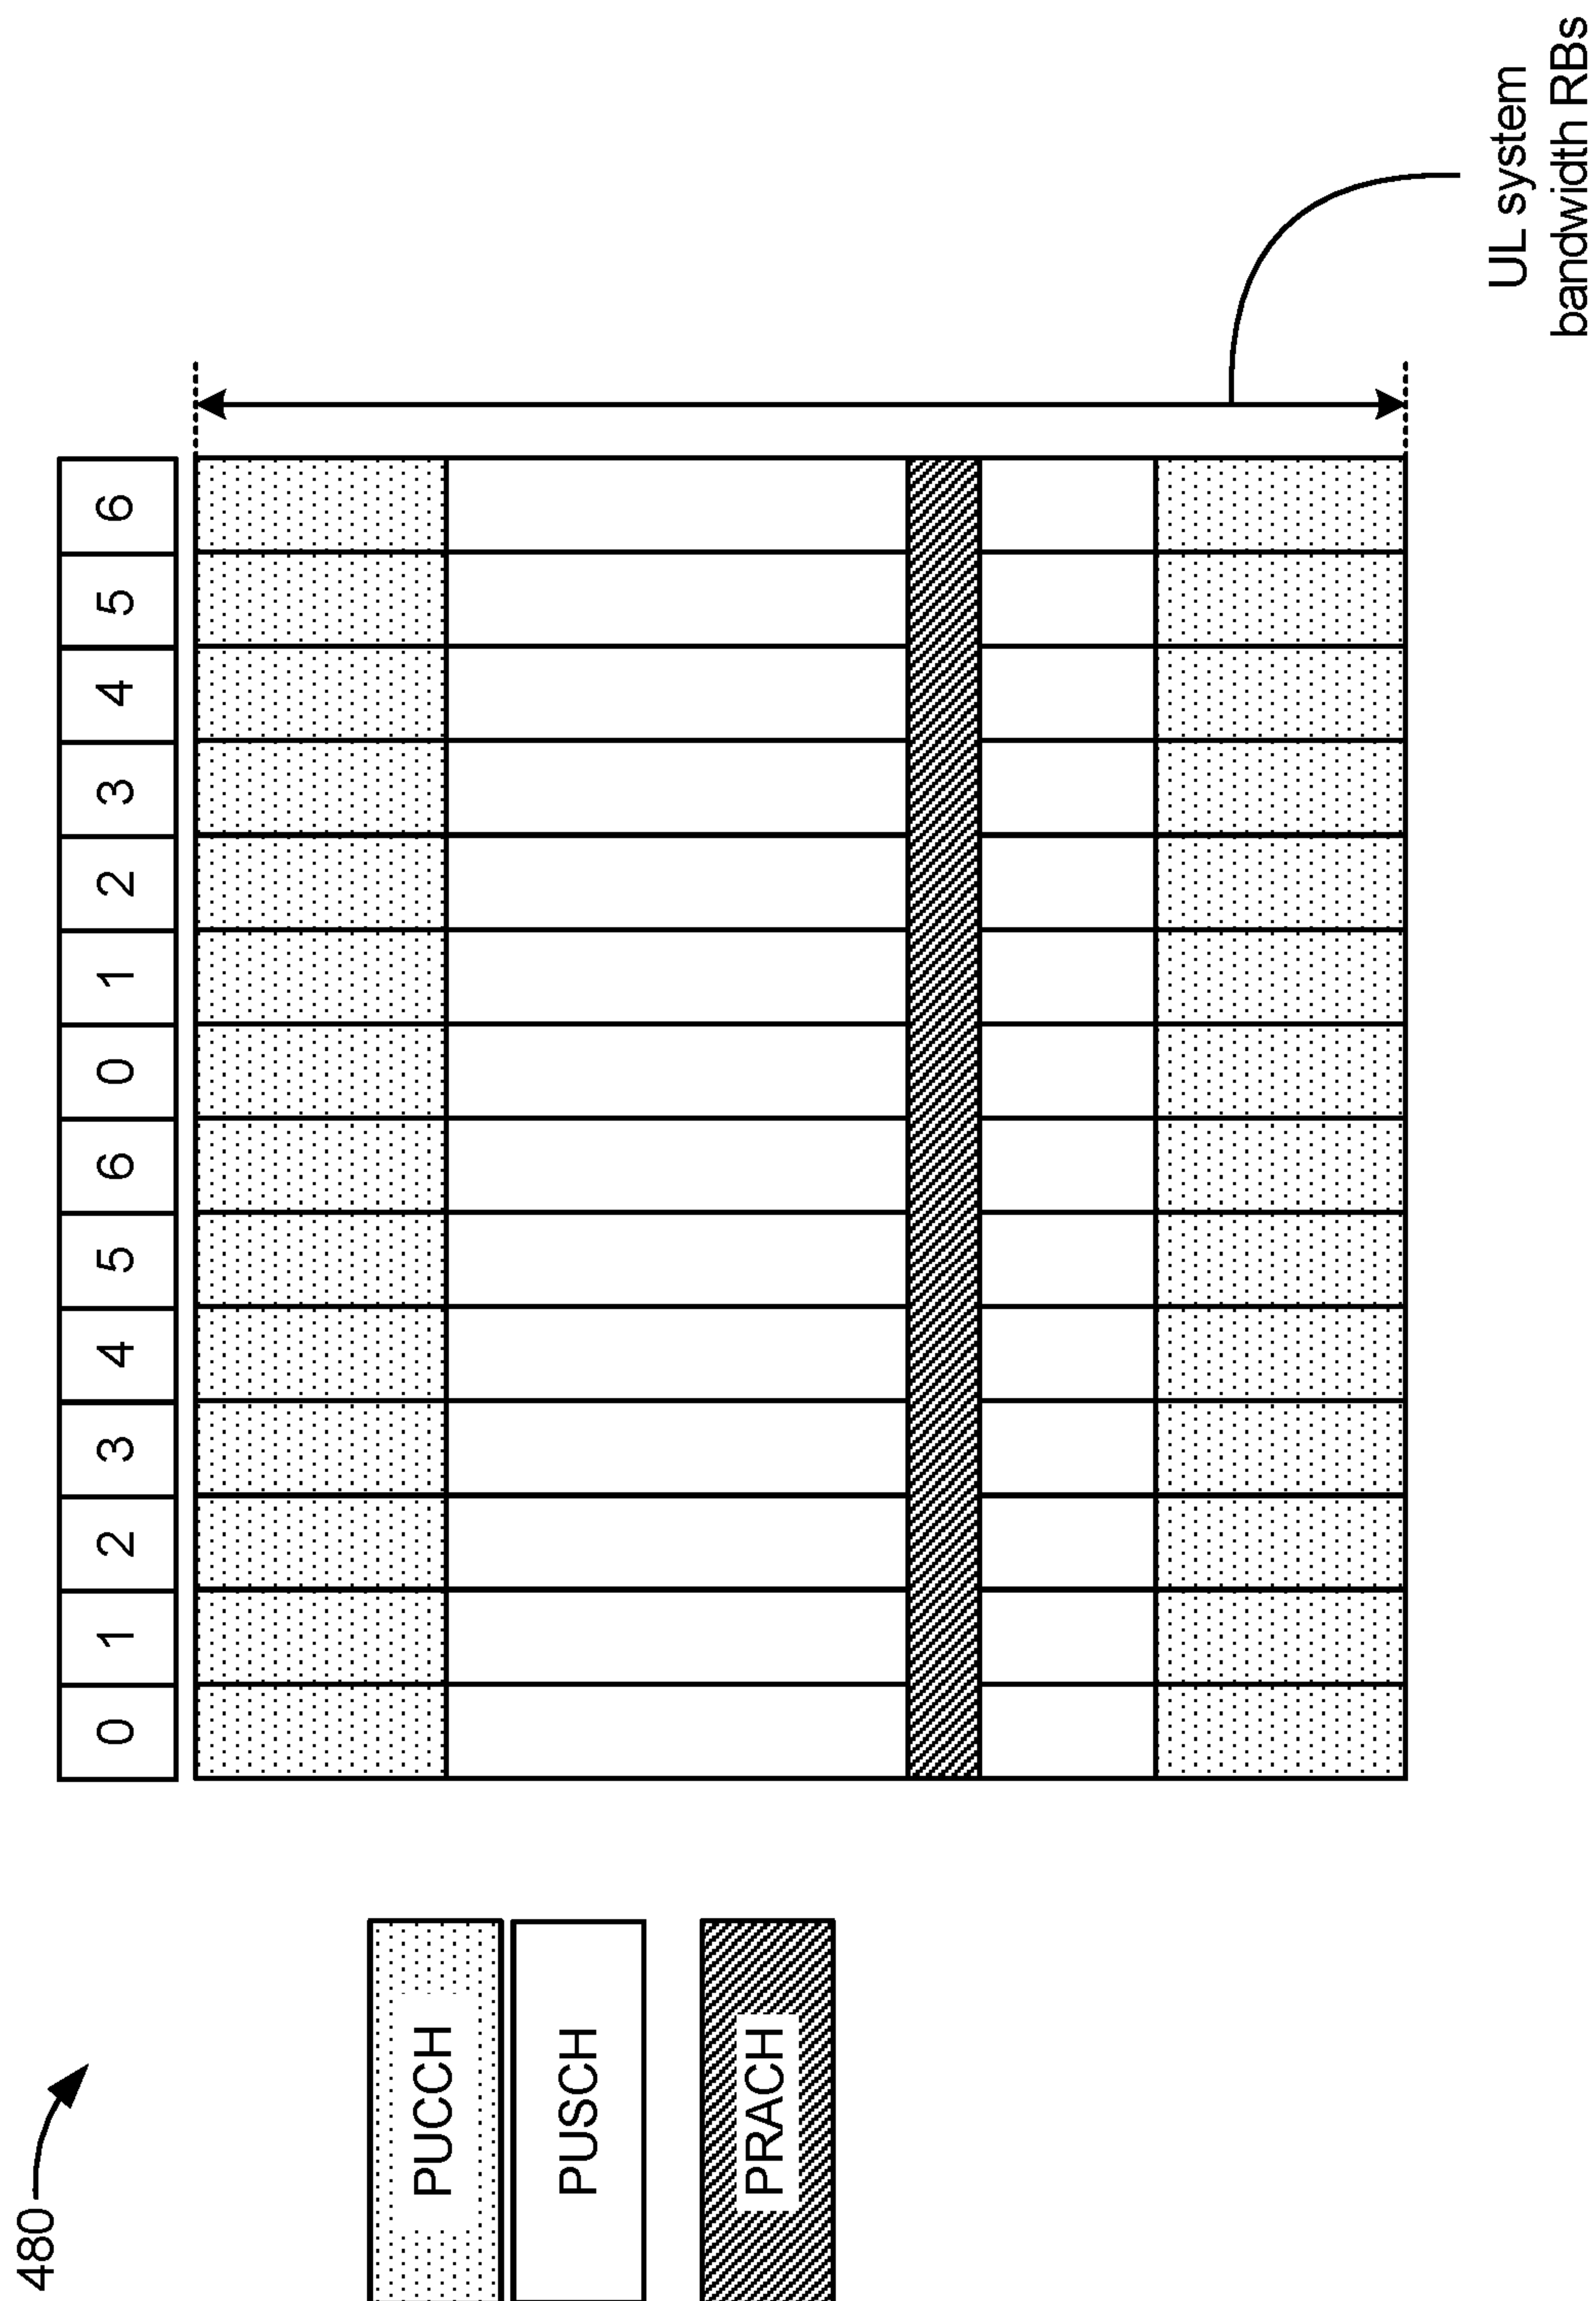 480
0 1 2 3 4 5 6 0 1 2 3 4 5 6
PUCCH
PUSCH
PRACH
UL system
bandwidth RBs